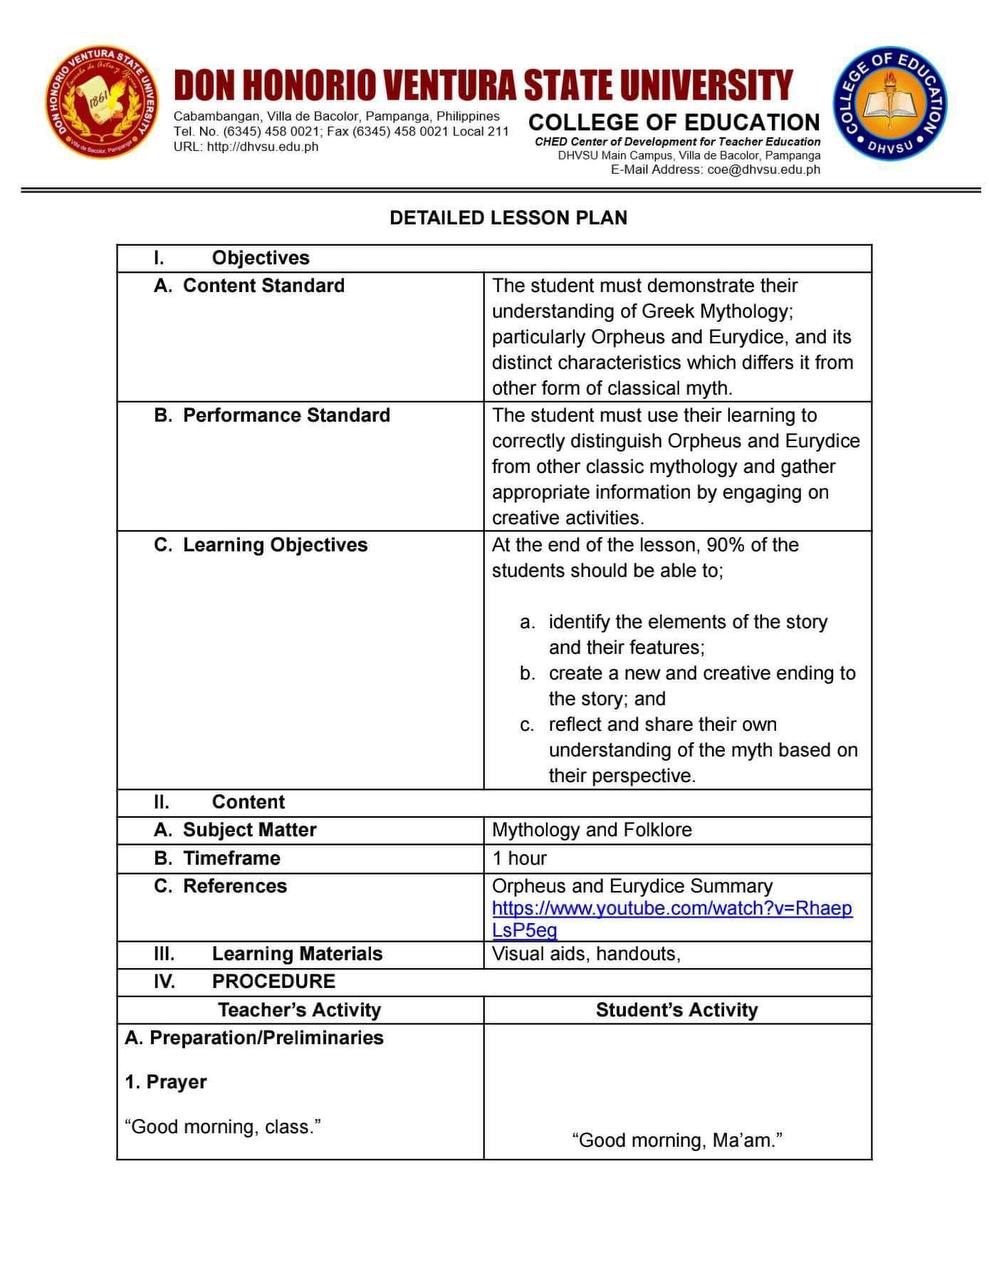 DON HONORIO VENTURA STATE UNIVERSITY
Cabambangan, Villa de Bacolor, Pampanga, Philippines
Tel. No. (6345) 458 0021; Fax (6345) 458 0021 Local 211
URL: http://dhvsu.edu.ph
COLLEGE OF EDUCATION
CHED Center of Development for Teacher Education
DHVSU Main Campus, Villa de Bacolor, Pampanga
E-Mail Address: coe@dhvsu.edu.ph
DON HONORIO VENTURA STATE UNIVERSITY
1861
Villa de Bacolor, Pampanga
COLLEGE OF EDUCATION
DHVSU
DETAILED LESSON PLAN
I. Objectives
A. Content Standard
The student must demonstrate their
understanding of Greek Mythology;
particularly Orpheus and Eurydice, and its
distinct characteristics which differs it from
other form of classical myth.
B. Performance Standard
The student must use their learning to
correctly distinguish Orpheus and Eurydice
from other classic mythology and gather
appropriate information by engaging on
creative activities.
C. Learning Objectives
At the end of the lesson, 90% of the
students should be able to;
a. identify the elements of the story
and their features;
b. create a new and creative ending to
the story; and
c. reflect and share their own
understanding of the myth based on
their perspective.
II. Content
A. Subject Matter
Mythology and Folklore
B. Timeframe
1 hour
C. References
Orpheus and Eurydice Summary
https://www.youtube.com/watch?v=Rhaep
LsP5eg
III. Learning Materials
Visual aids, handouts,
IV. PROCEDURE
Teacher’s Activity
Student’s Activity
A. Preparation/Preliminaries
1. Prayer
“Good morning, class.”
“Good morning, Ma’am.”